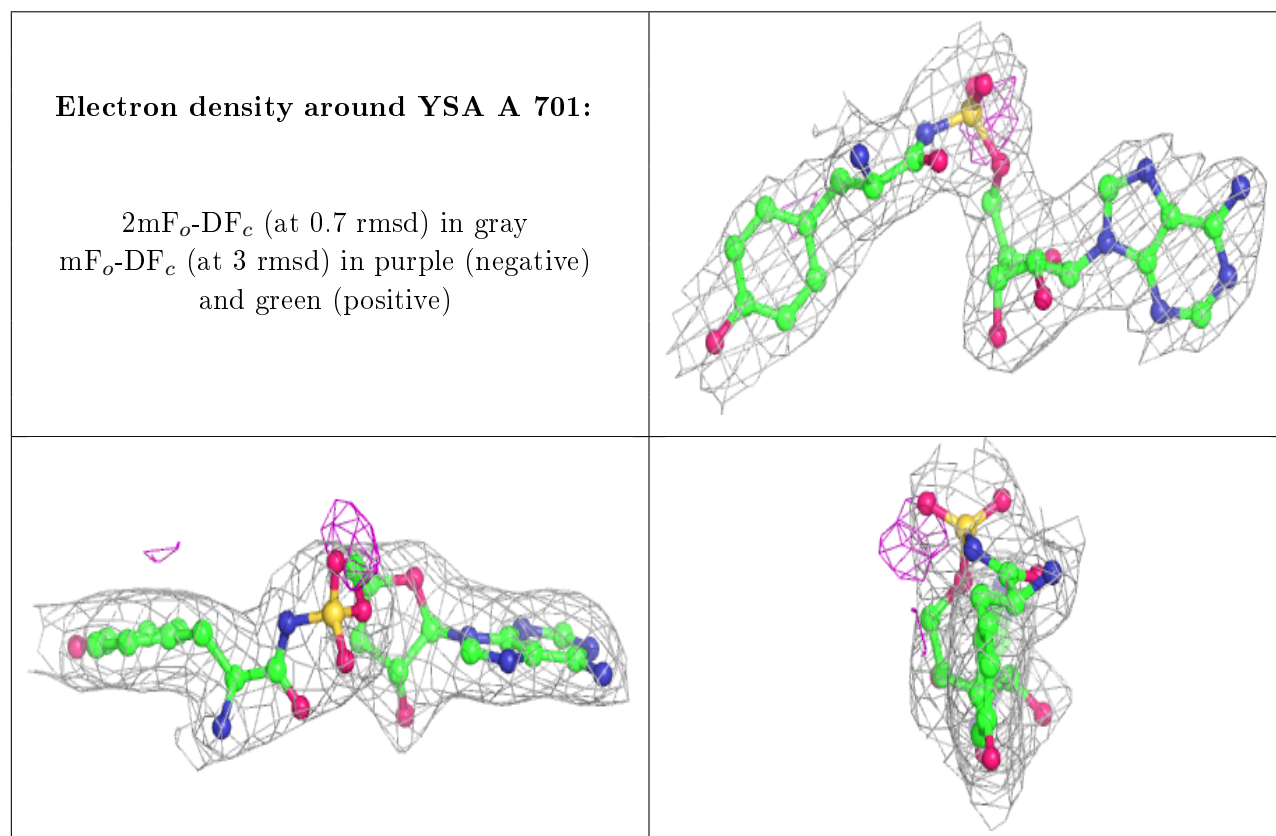 Electron density around YSA A 701:
2mFₒ-DF𝒸 (at 0.7 rmsd) in gray
mFₒ-DF𝒸 (at 3 rmsd) in purple (negative)
and green (positive)